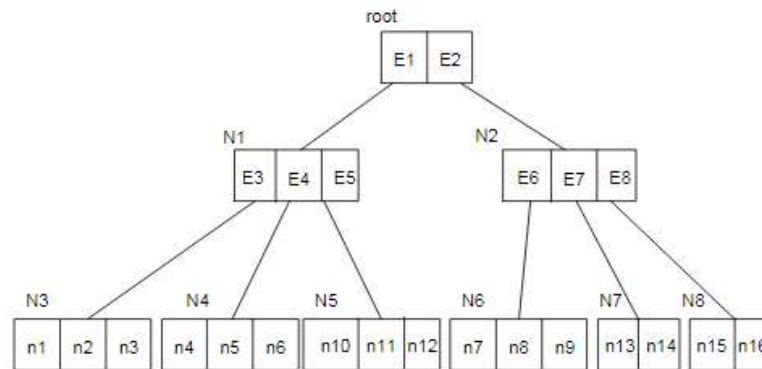 root
E1 E2
N1 N2
E3 E4 E5 E6 E7 E8
N3 N4 N5 N6 N7 N8
n1 n2 n3 n4 n5 n6 n10 n11 n12 n7 n8 n9 n13 n14 n15 n16